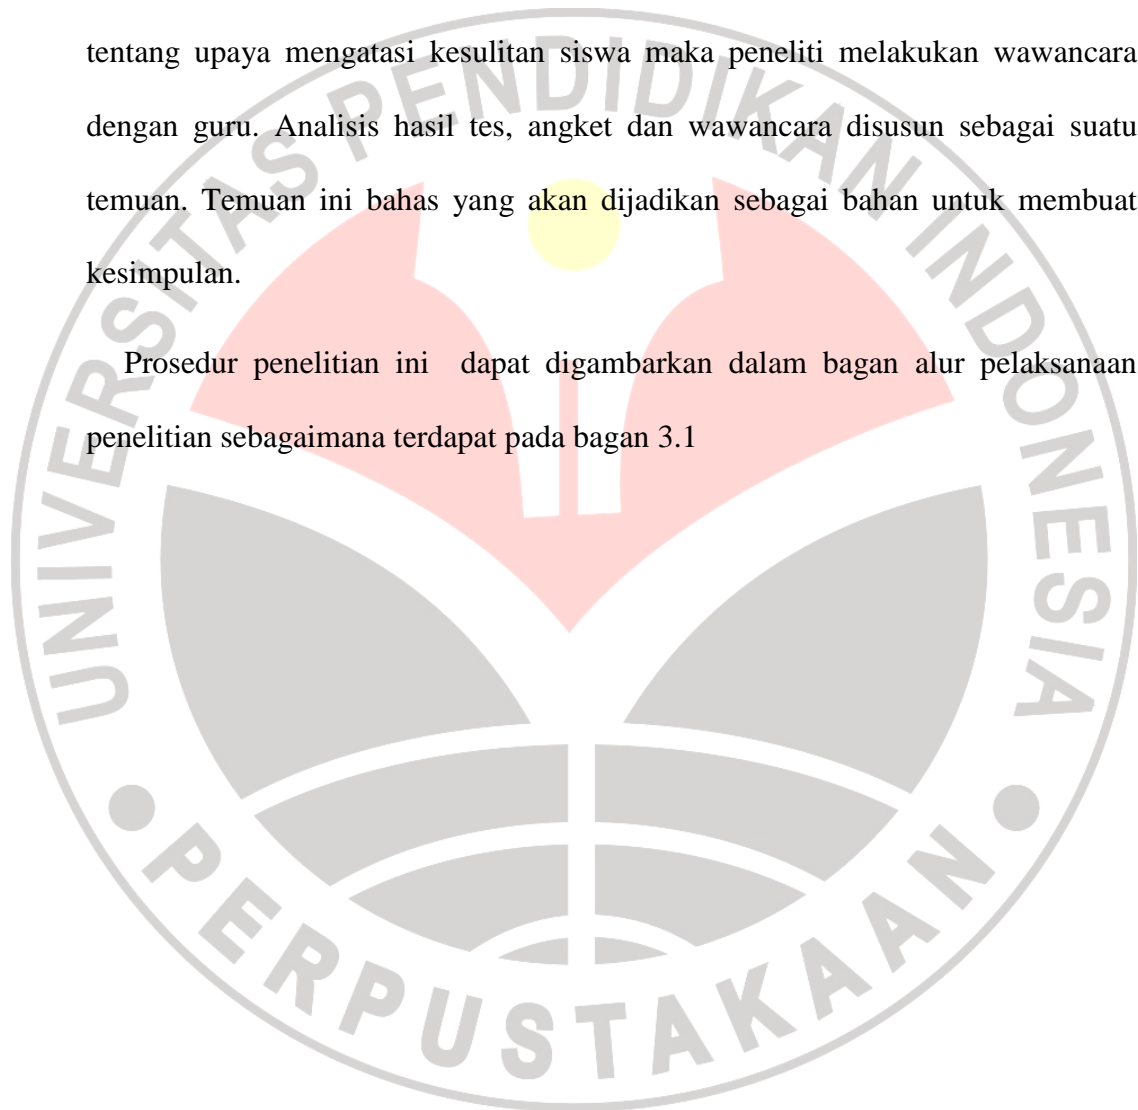 tentang upaya mengatasi kesulitan siswa maka peneliti melakukan wawancara
dengan guru. Analisis hasil tes, angket dan wawancara disusun sebagai suatu
temuan. Temuan ini bahas yang akan dijadikan sebagai bahan untuk membuat
kesimpulan.
Prosedur penelitian ini dapat digambarkan dalam bagan alur pelaksanaan
penelitian sebagaimana terdapat pada bagan 3.1
UNIVERSITAS PENDIDIKAN INDONESIA
PERPUSTAKAAN